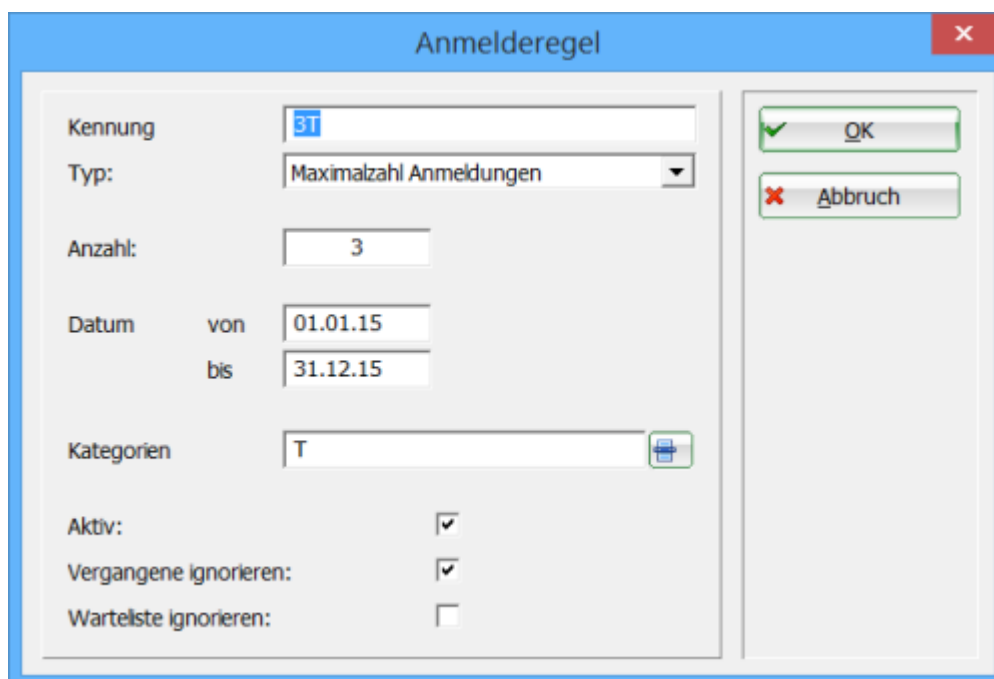 Anmelderegel
Kennung 3T
Typ: Maximalzahl Anmeldungen
Anzahl: 3
Datum von 01.01.15
bis 31.12.15
Kategorien T
Aktiv:
Vergangene ignorieren:
Warteliste ignorieren:
OK
Abbruch